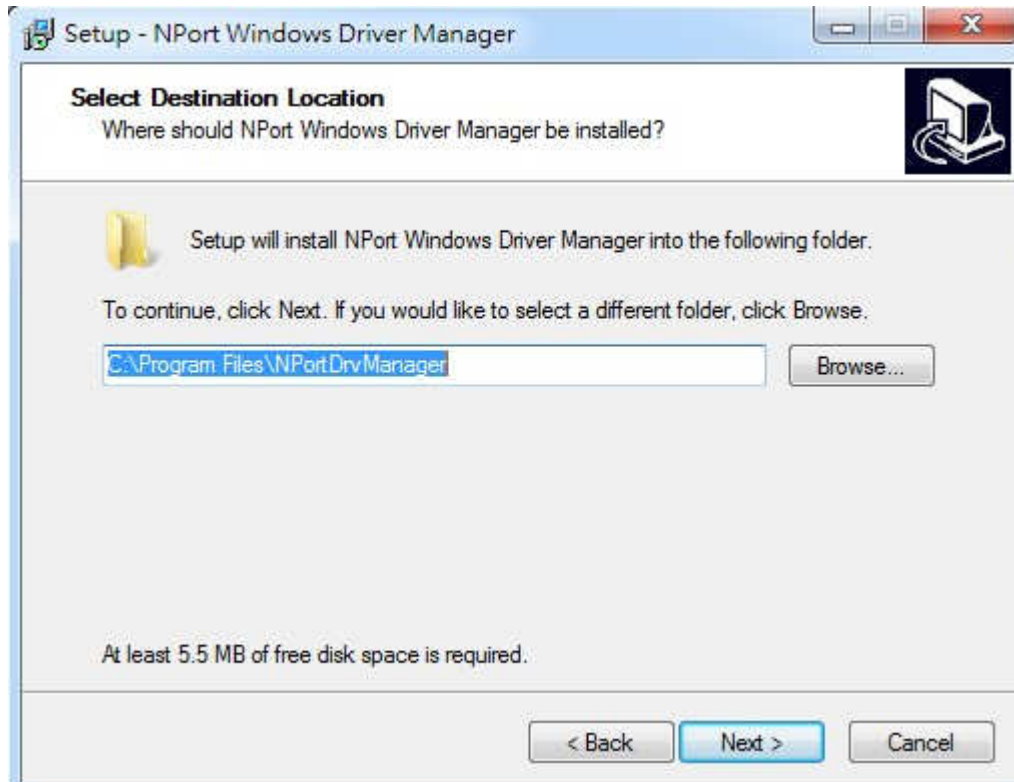 Setup - NPort Windows Driver Manager
Select Destination Location
Where should NPort Windows Driver Manager be installed?
Setup will install NPort Windows Driver Manager into the following folder.
To continue, click Next. If you would like to select a different folder, click Browse.
C:\Program Files\NPortDrvManager
Browse...
At least 5.5 MB of free disk space is required.
< Back
Next >
Cancel